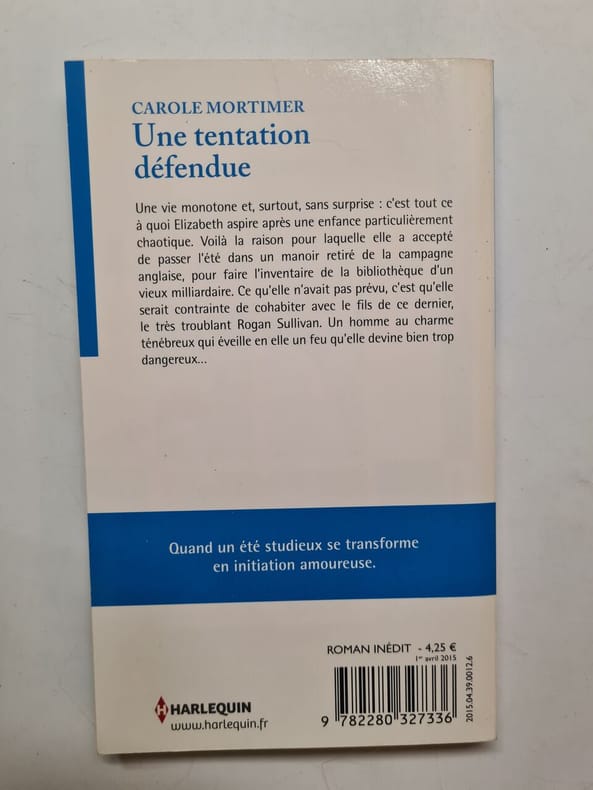 CAROLE MORTIMER
Une tentation
défendue
Une vie monotone et, surtout, sans surprise : c'est tout ce
à quoi Elizabeth aspire après une enfance particulièrement
chaotique. Voilà la raison pour laquelle elle a accepté
de passer l'été dans un manoir retiré de la campagne
anglaise, pour faire l'inventaire de la bibliothèque d'un
vieux milliardaire. Ce qu'elle n'avait pas prévu, c'est qu'elle
serait contrainte de cohabiter avec le fils de ce dernier,
le très troublant Rogan Sullivan. Un homme au charme
ténébreux qui éveille en elle un feu qu'elle devine bien trop
dangereux...
Quand un été studieux se transforme
en initiation amoureuse.
ROMAN INÉDIT - 4,25 €
1er avril 2015
2015.04.39.0012.6
9 782280 327336
H HARLEQUIN
www.harlequin.fr